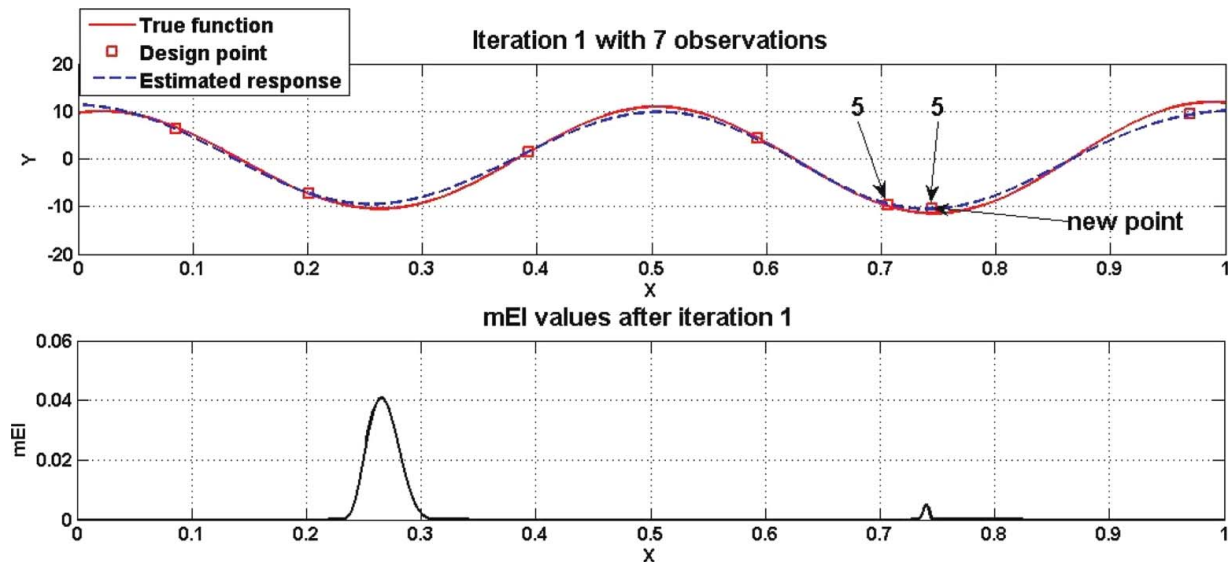 True function
Design point
Estimated response
Iteration 1 with 7 observations
20
10
0
-10
-20
Y
5 5
new point
0 0.1 0.2 0.3 0.4 0.5 0.6 0.7 0.8 0.9 1
X
mEI values after iteration 1
0.06
0.04
0.02
0
mEI
0 0.1 0.2 0.3 0.4 0.5 0.6 0.7 0.8 0.9 1
X